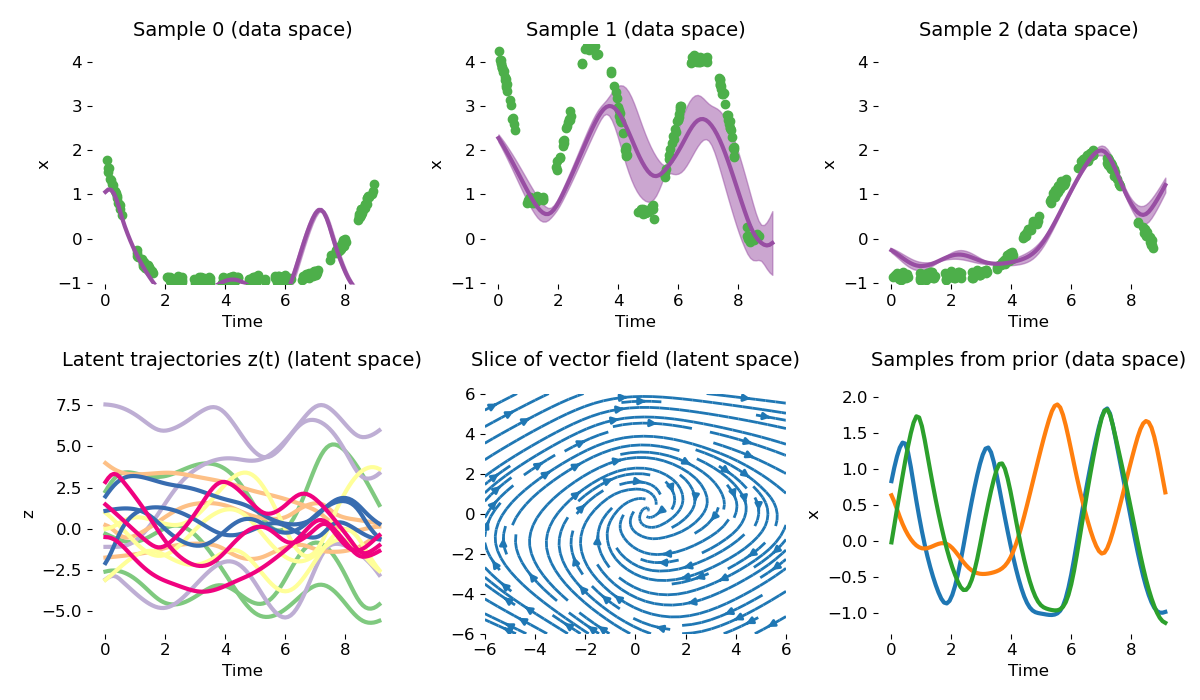 Sample 0 (data space)
Sample 1 (data space)
Sample 2 (data space)
4
3
2
1
0
−1
x
0 2 4 6 8
Time
4
3
2
1
0
−1
x
0 2 4 6 8
Time
4
3
2
1
0
−1
x
0 2 4 6 8
Time
Latent trajectories z(t) (latent space)
Slice of vector field (latent space)
Samples from prior (data space)
7.5
5.0
2.5
0.0
−2.5
−5.0
z
0 2 4 6 8
Time
6
4
2
0
−2
−4
−6
−6 −4 −2 0 2 4 6
2.0
1.5
1.0
0.5
0.0
−0.5
−1.0
x
0 2 4 6 8
Time